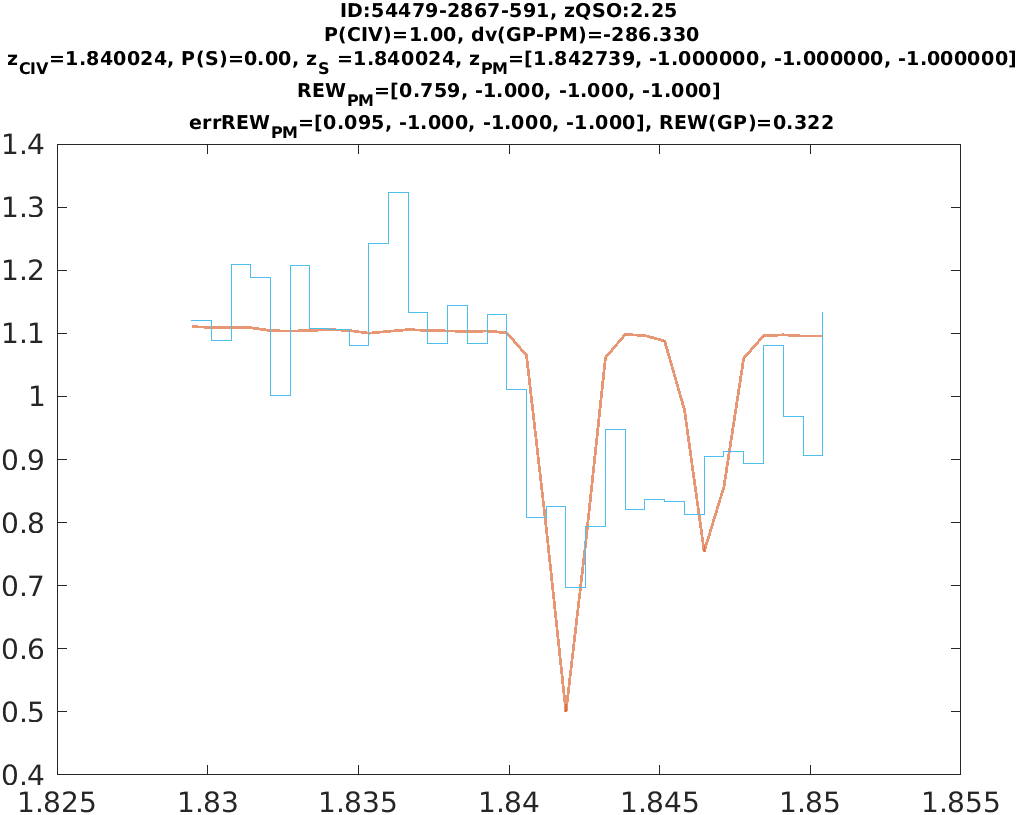 ID:54479-2867-591, zQSO:2.25
P(CIV)=1.00, dv(GP-PM)=-286.330
zCIV=1.840024, P(S)=0.00, zS =1.840024, zPM=[1.842739, -1.000000, -1.000000, -1.000000]
REWPM=[0.759, -1.000, -1.000, -1.000]
errREWPM=[0.095, -1.000, -1.000, -1.000], REW(GP)=0.322
1.4
1.3
1.2
1.1
1
0.9
0.8
0.7
0.6
0.5
0.4
1.825 1.83 1.835 1.84 1.845 1.85 1.855